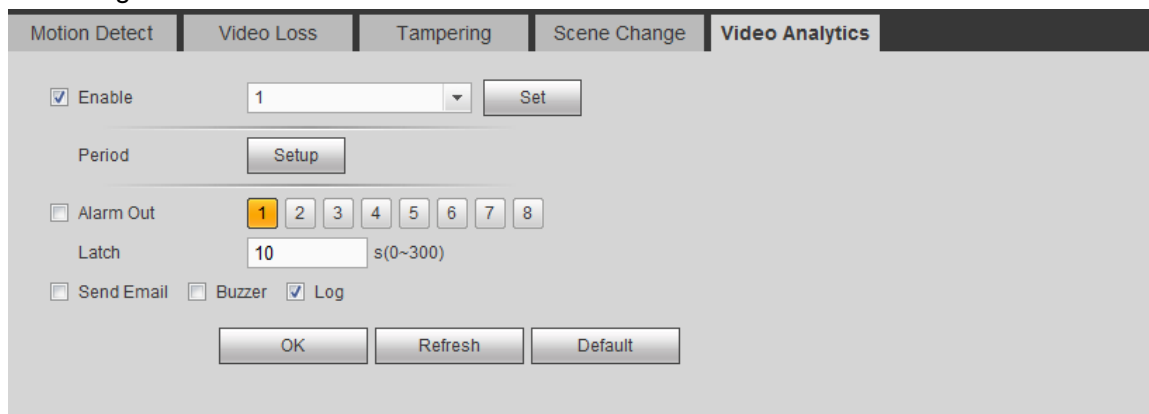 Motion Detect Video Loss Tampering Scene Change Video Analytics
Enable 1 Set
Period Setup
Alarm Out 1 2 3 4 5 6 7 8
Latch 10 s(0~300)
Send Email Buzzer Log
OK Refresh Default